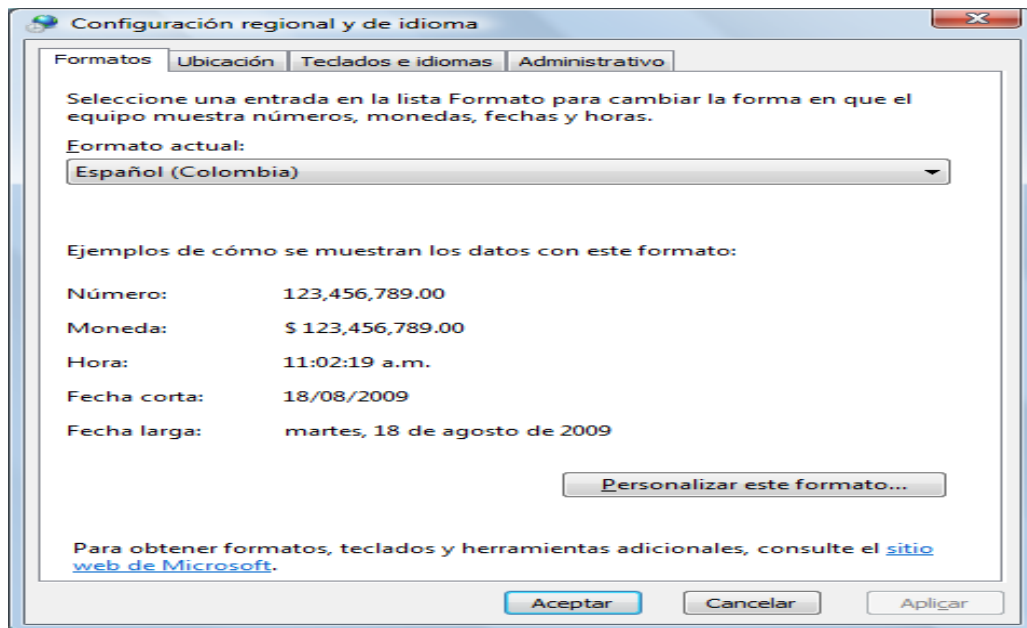 Configuración regional y de idioma
Formatos Ubicación Teclados e idiomas Administrativo
Seleccione una entrada en la lista Formato para cambiar la forma en que el
equipo muestra números, monedas, fechas y horas.
Formato actual:
Español (Colombia)
Ejemplos de cómo se muestran los datos con este formato:
Número: 123,456,789.00
Moneda: $ 123,456,789.00
Hora: 11:02:19 a.m.
Fecha corta: 18/08/2009
Fecha larga: martes, 18 de agosto de 2009
Personalizar este formato...
Para obtener formatos, teclados y herramientas adicionales, consulte el sitio
web de Microsoft.
Aceptar Cancelar Aplicar